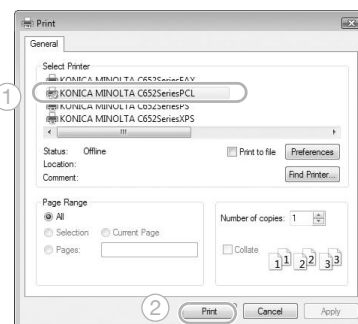 Print
General
Select Printer
KONICA MINOLTA C652SeriesFAX
1
KONICA MINOLTA C652SeriesPCL
KONICA MINOLTA C652SeriesPS
KONICA MINOLTA C652SeriesXPS
Status: Offline
Print to file
Preferences
Location:
Comment:
Find Printer...
Page Range
All
Number of copies: 1
Selection
Current Page
Pages:
Collate
1 1 2 2 3 3
2
Print
Cancel
Apply